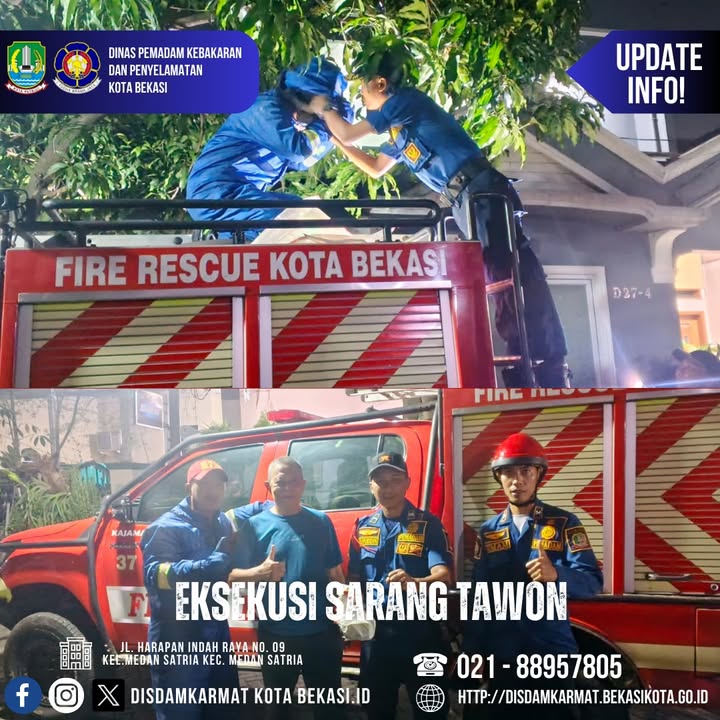 DINAS PEMADAM KEBAKARAN
DAN PENYELAMATAN
KOTA BEKASI
UPDATE
INFO!
FIRE RESCUE KOTA BEKASI
D27-4
FIRE RESCUE
37
EKSEKUSI SARANG TAWON
JL. HARAPAN INDAH RAYA NO. 09
KEL.MEDAN SATRIA KEC. MEDAN SATRIA
021 - 88957805
DISDAMKARMAT KOTA BEKASI.ID
HTTP://DISDAMKARMAT.BEKASIKOTA.GO.ID